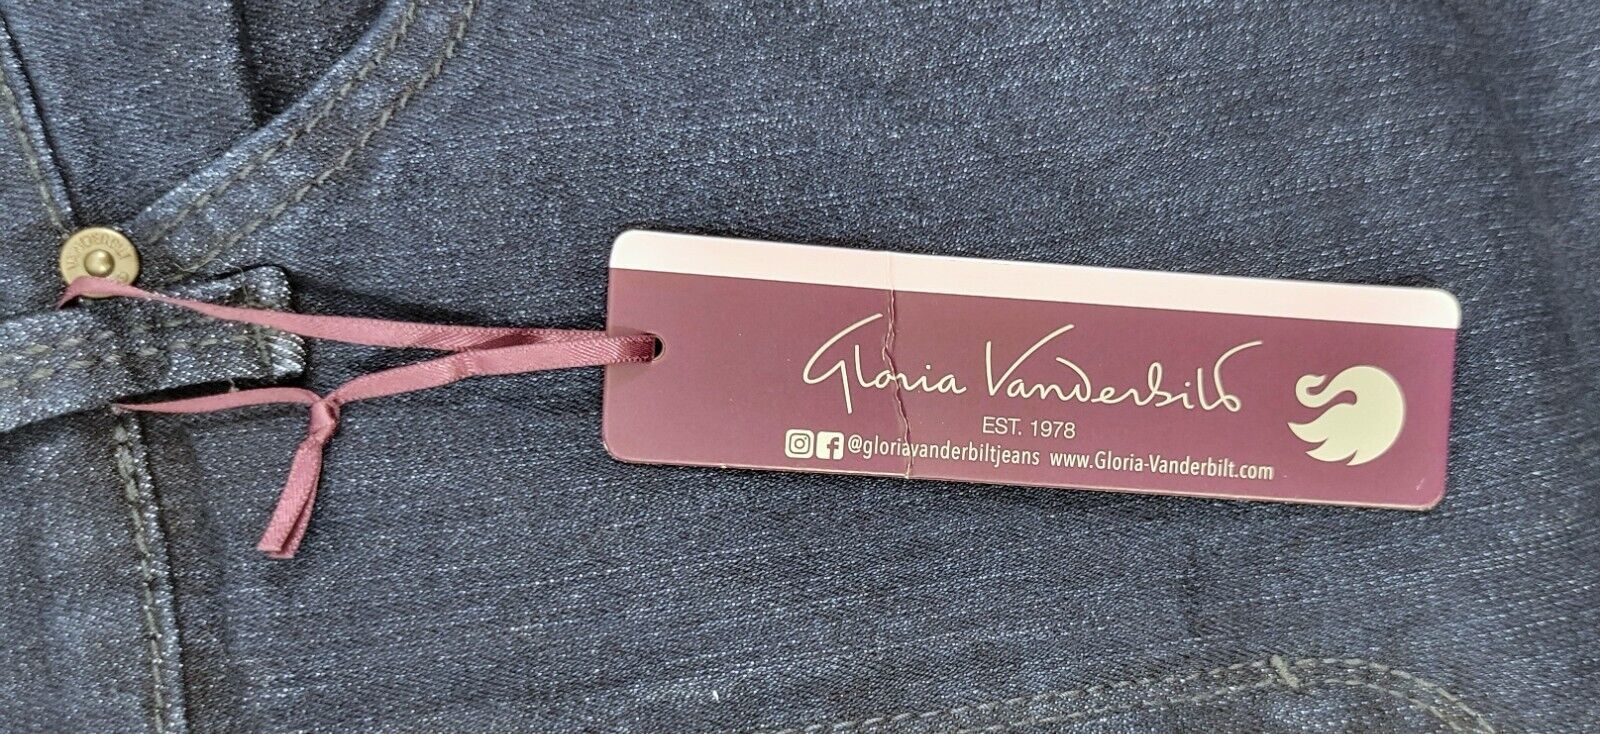 Gloria Vanderbilt
EST. 1978
@gloriavanderbiltjeans www.Gloria-Vanderbilt.com